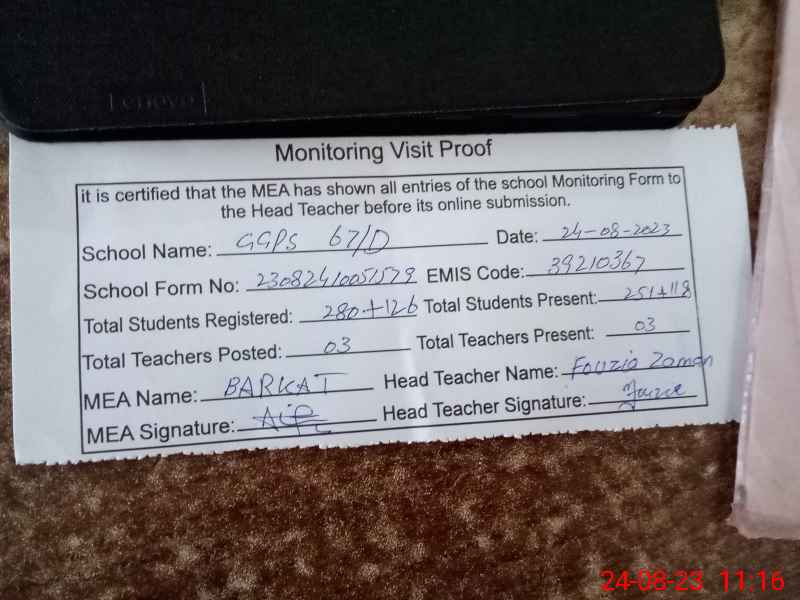 Lenovo
Monitoring Visit Proof
it is certified that the MEA has shown all entries of the school Monitoring Form to
the Head Teacher before its online submission.
School Name: GGPS 67/D Date: 24-08-2023
School Form No: 23082410051579 EMIS Code: 39210367
Total Students Registered: 280+126 Total Students Present: 251+118
Total Teachers Posted: 03 Total Teachers Present: 03
MEA Name: BARKAT Head Teacher Name: Fouzia Zaman
MEA Signature: Head Teacher Signature:
24-08-23 11:16